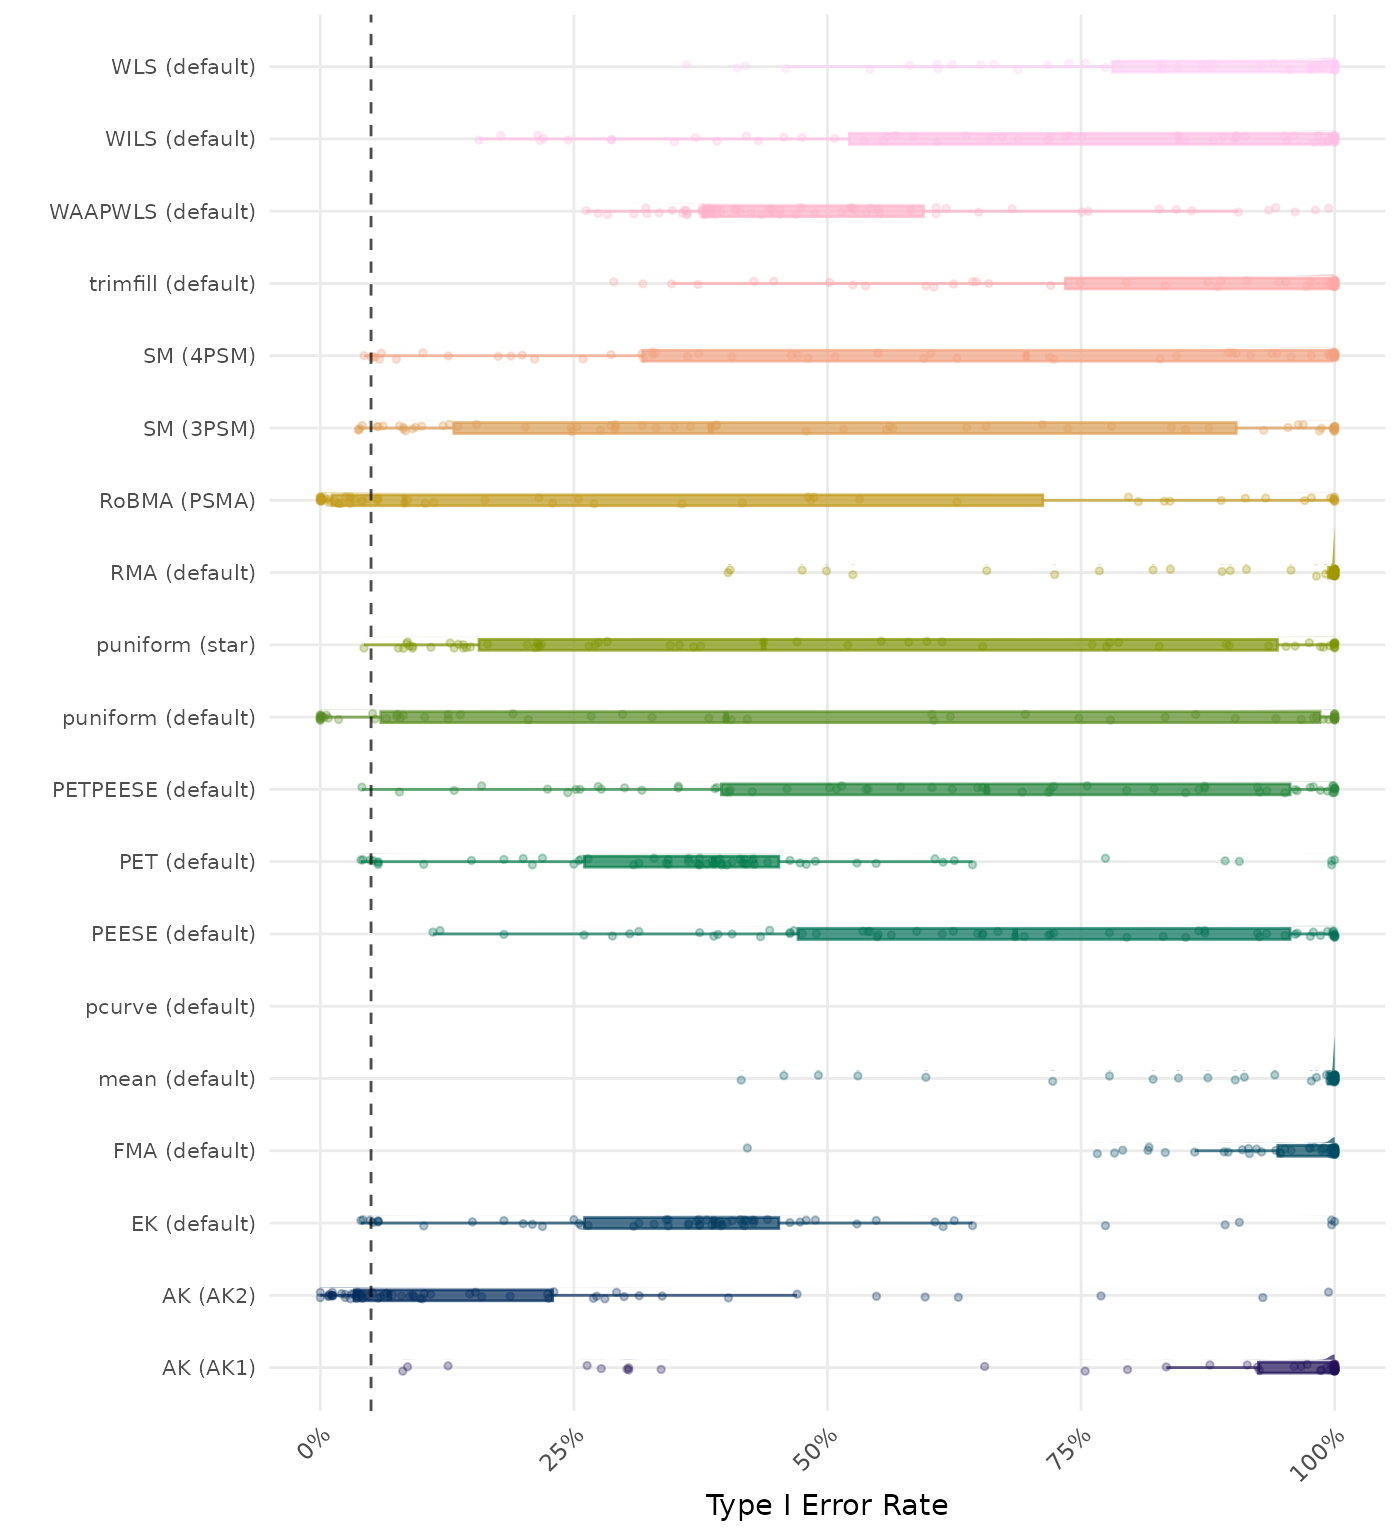 WLS (default)
WILS (default)
WAAPWLS (default)
trimfill (default)
SM (4PSM)
SM (3PSM)
RoBMA (PSMA)
RMA (default)
puniform (star)
puniform (default)
PETPEESE (default)
PET (default)
PEESE (default)
pcurve (default)
mean (default)
FMA (default)
EK (default)
AK (AK2)
AK (AK1)
0% 25% 50% 75% 100%
Type I Error Rate